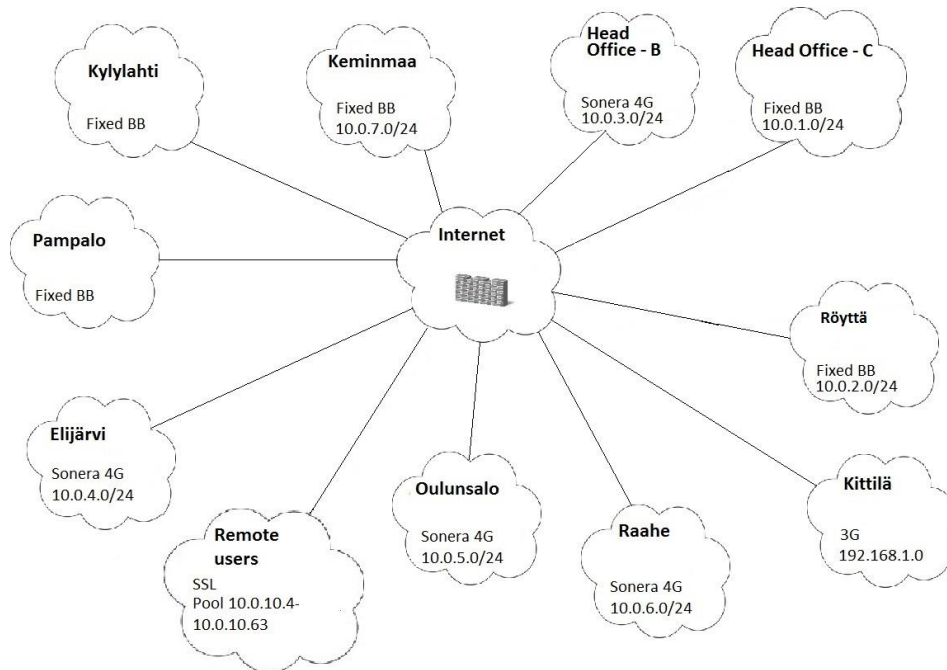 Kylylahti
Fixed BB
Keminmaa
Fixed BB
10.0.7.0/24
Head
Office - B
Sonera 4G
10.0.3.0/24
Head Office - C
Fixed BB
10.0.1.0/24
Pampalo
Fixed BB
Internet
Röyttä
Fixed BB
10.0.2.0/24
Elijärvi
Sonera 4G
10.0.4.0/24
Remote
users
SSL
Pool 10.0.10.4-
10.0.10.63
Oulunsalo
Sonera 4G
10.0.5.0/24
Raahe
Sonera 4G
10.0.6.0/24
Kittilä
3G
192.168.1.0